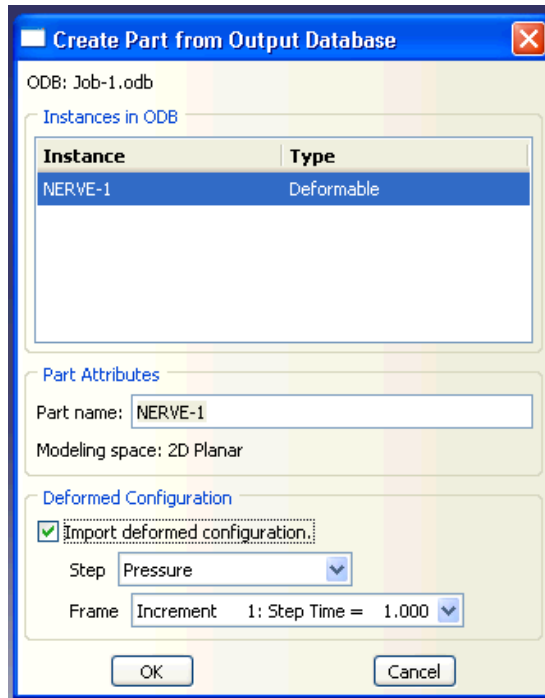 Create Part from Output Database
ODB: Job-1.odb
Instances in ODB
Instance Type
NERVE-1 Deformable
Part Attributes
Part name: NERVE-1
Modeling space: 2D Planar
Deformed Configuration
Import deformed configuration.
Step Pressure
Frame Increment 1: Step Time = 1.000
OK Cancel